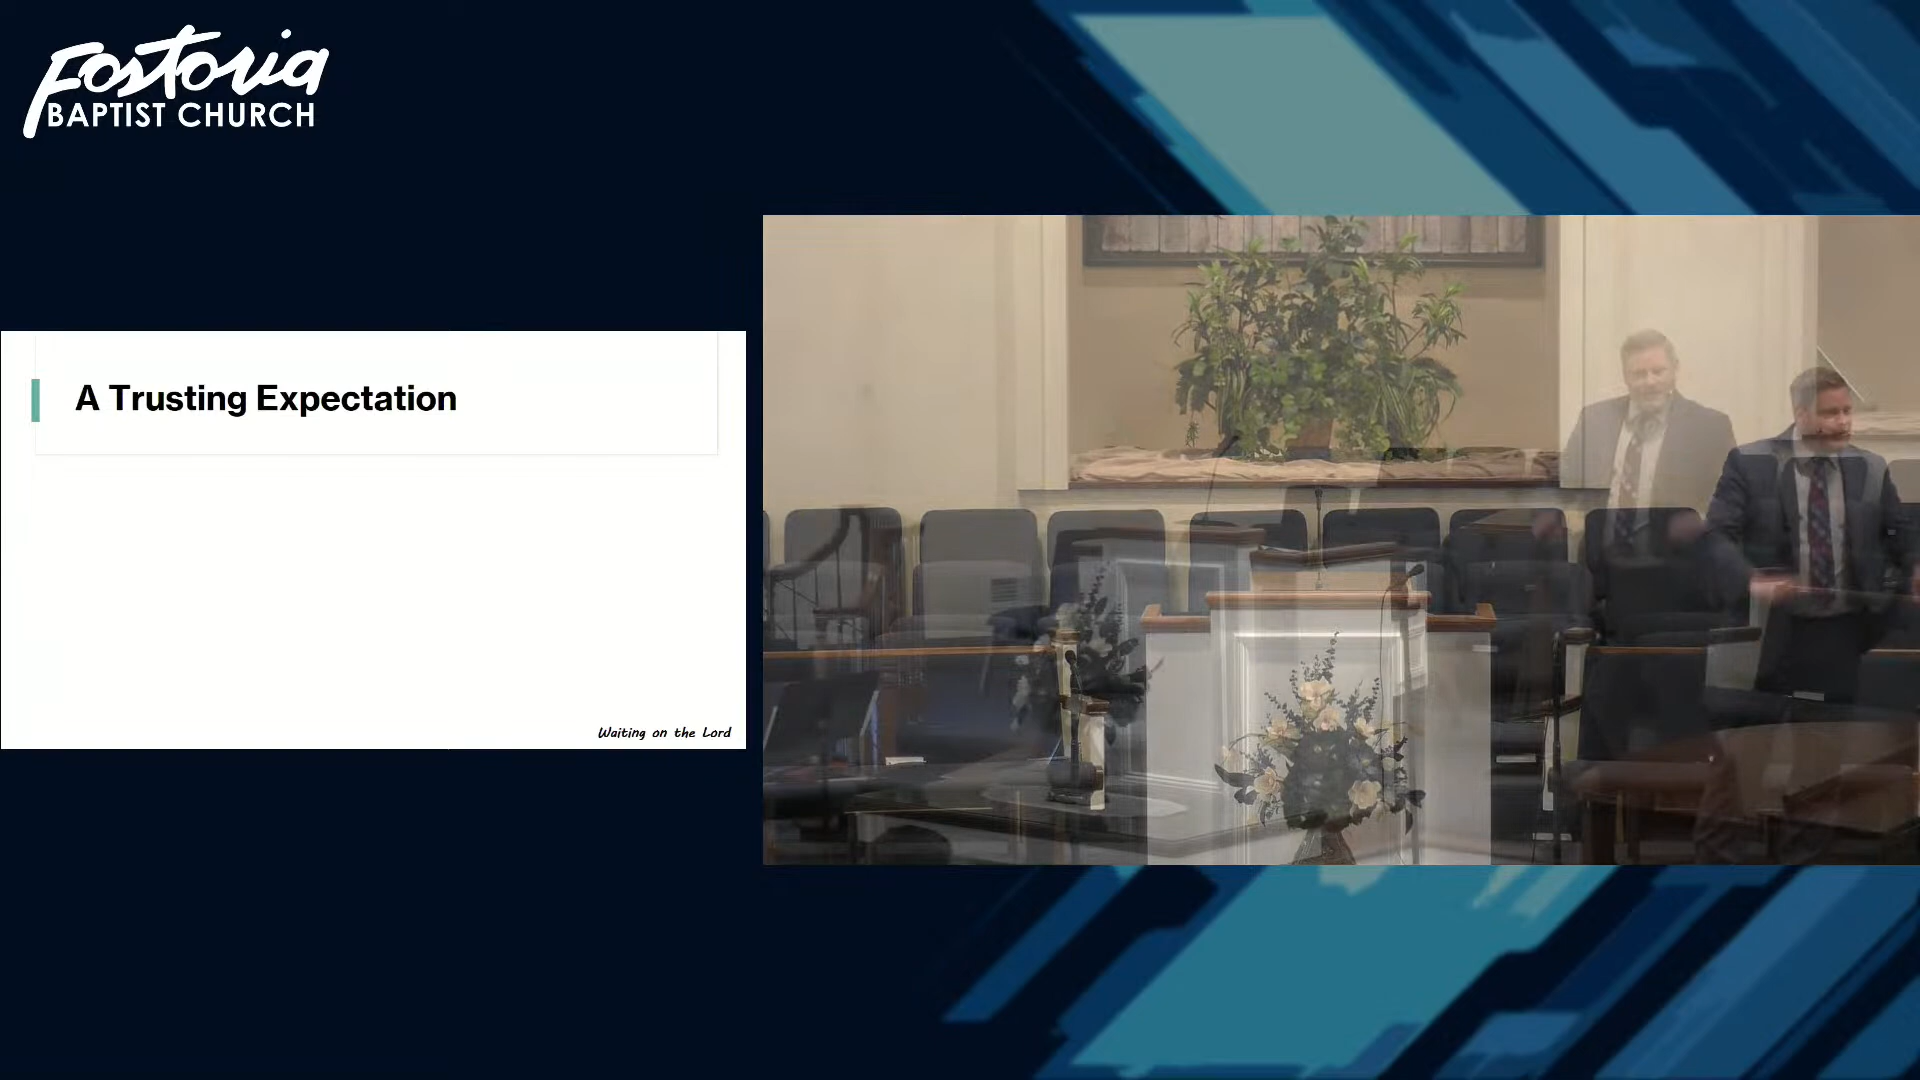 Fostoria
BAPTIST CHURCH
A Trusting Expectation
Waiting on the Lord